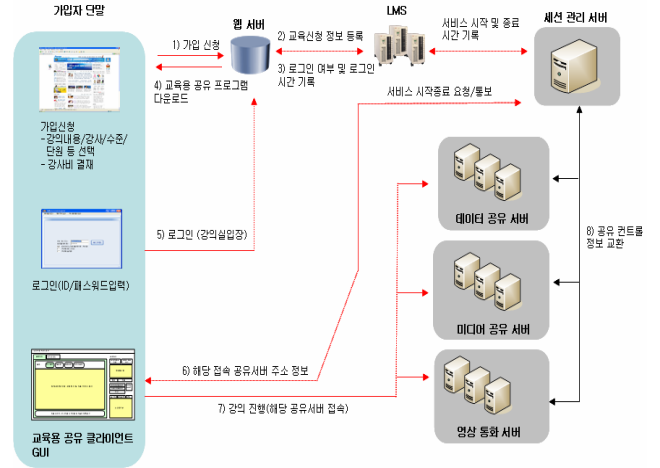 가입자 단말
웹 서버
LMS
세션 관리 서버
1) 가입 신청
2) 교육신청 정보 등록
서비스 시작 및 종료
시간 기록
3) 로그인 여부 및 로그인
시간 기록
4) 교육용 공유 프로그램
다운로드
서비스 시작종료 요청/통보
가입신청
- 강의내용/강사/수준/
단원 등 선택
- 강사비 결재
데이터 공유 서버
5) 로그인 (강의실입장)
8) 공유 컨트롤
정보 교환
로그인(ID/패스워드입력)
미디어 공유 서버
6) 해당 접속 공유서버 주소 정보
7) 강의 진행(해당 공유서버 접속)
영상 통화 서버
교육용 공유 클라이언트
GUI